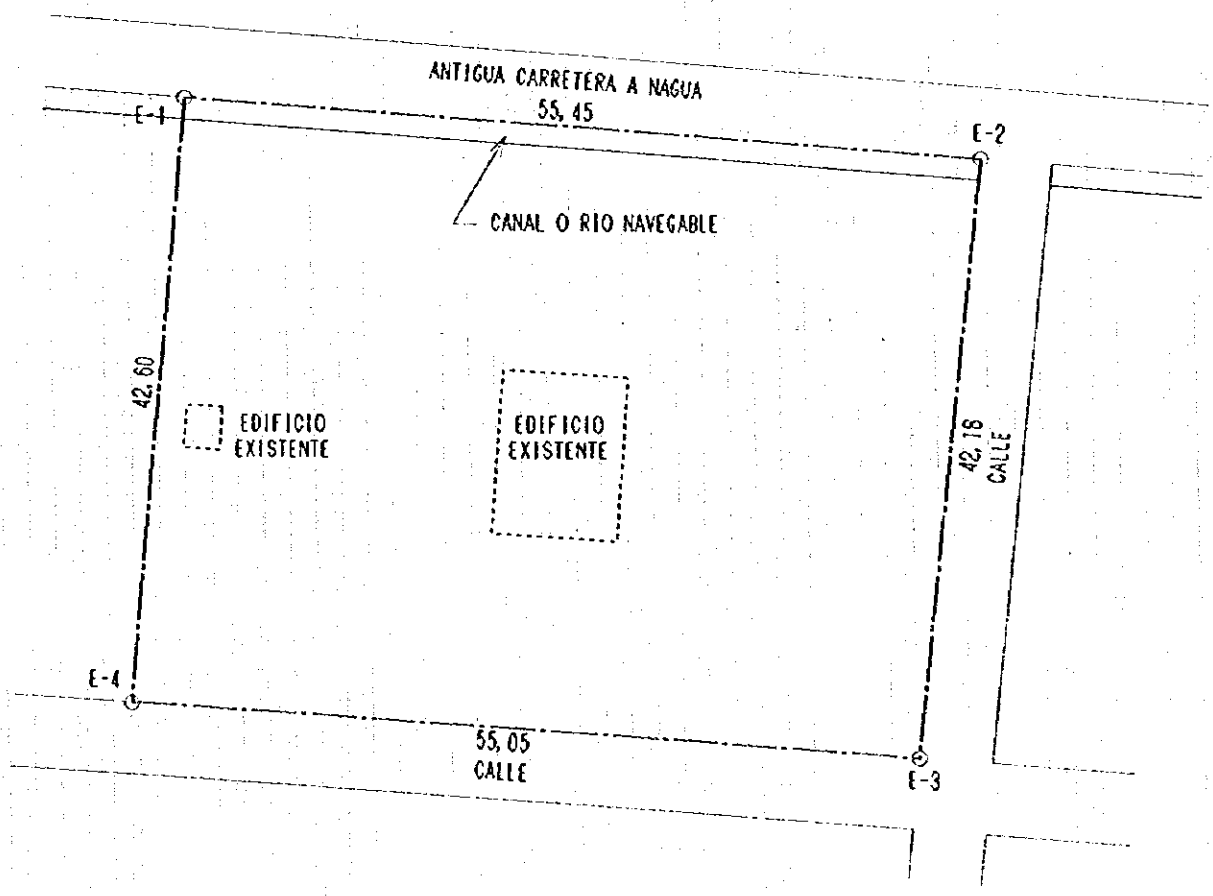 ANTIGUA CARRETERA A NAGUA
55,45
E-1
E-2
CANAL O RIO NAVEGABLE
42,60
EDIFICIO
EXISTENTE
EDIFICIO
EXISTENTE
42,18
CALLE
E-4
55,05
CALLE
E-3